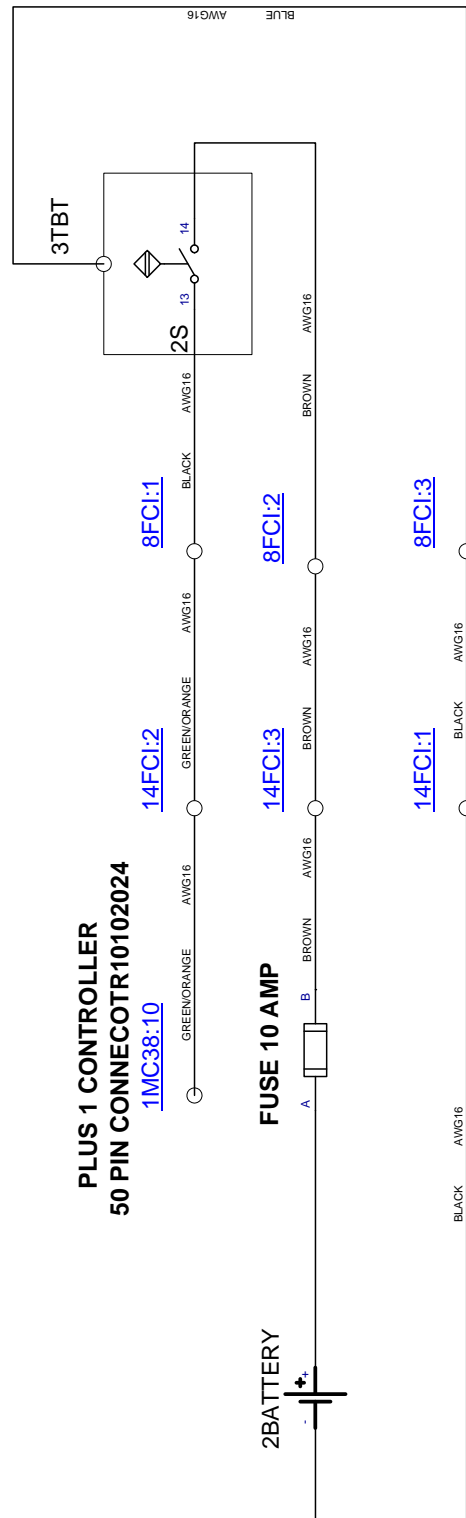 BLUE
AWG16
3TBT
14
13
2S
AWG16
BLACK
AWG16
BROWN
8FCI:1
8FCI:2
8FCI:3
AWG16
GREEN/ORANGE
AWG16
BROWN
AWG16
BLACK
14FCI:2
14FCI:3
14FCI:1
AWG16
GREEN/ORANGE
AWG16
BROWN
PLUS 1 CONTROLLER
50 PIN CONNECOTR10102024
1MC38:10
FUSE 10 AMP
B
A
AWG16
BLACK
2BATTERY
+
+
-